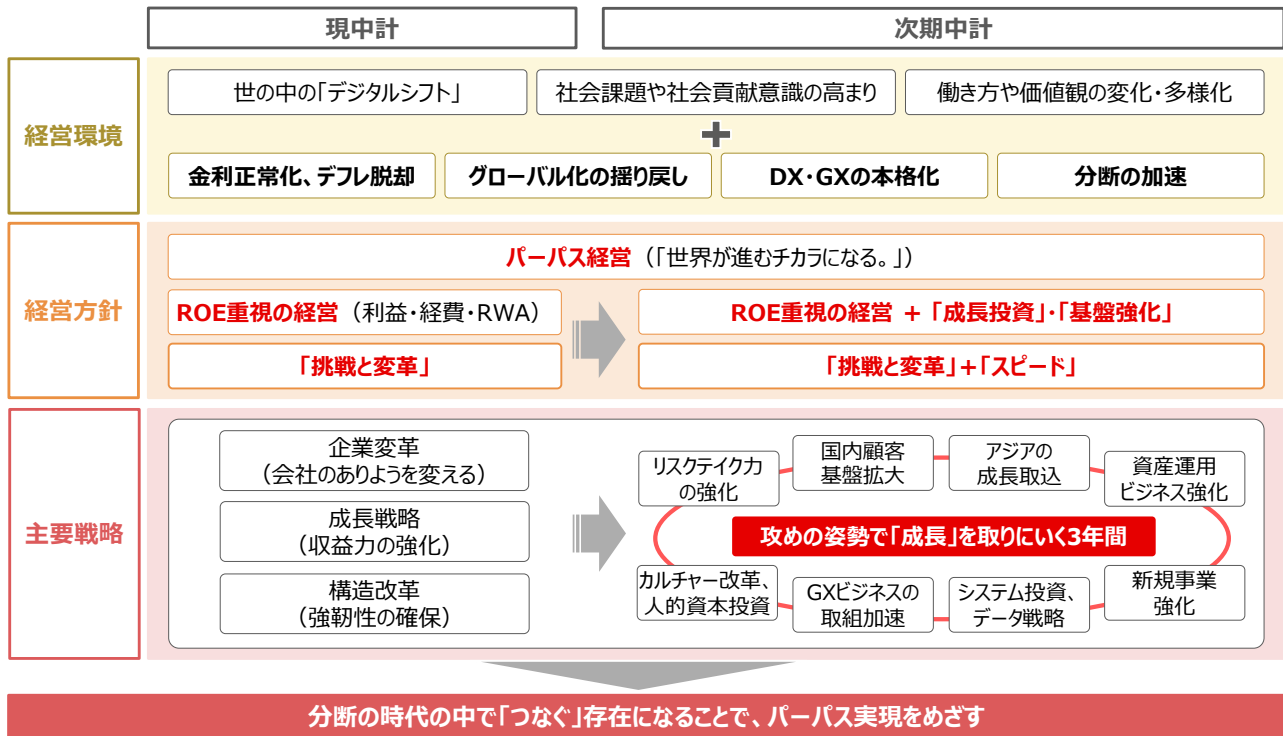 現中計
次期中計
経営環境
世の中の「デジタルシフト」
社会課題や社会貢献意識の高まり
働き方や価値観の変化・多様化
+
金利正常化、デフレ脱却
グローバル化の揺り戻し
DX・GXの本格化
分断の加速
経営方針
パーパス経営（「世界が進むチカラになる。」）
ROE重視の経営（利益・経費・RWA）
ROE重視の経営 + 「成長投資」・「基盤強化」
「挑戦と変革」
「挑戦と変革」+「スピード」
主要戦略
企業変革
（会社のありようを変える）
成長戦略
（収益力の強化）
構造改革
（強靭性の確保）
リスクテイク力
の強化
国内顧客
基盤拡大
アジアの
成長取込
資産運用
ビジネス強化
攻めの姿勢で「成長」を取りにいく3年間
カルチャー改革、
人的資本投資
GXビジネスの
取組加速
システム投資、
データ戦略
新規事業
強化
分断の時代の中で「つなぐ」存在になることで、パーパス実現をめざす